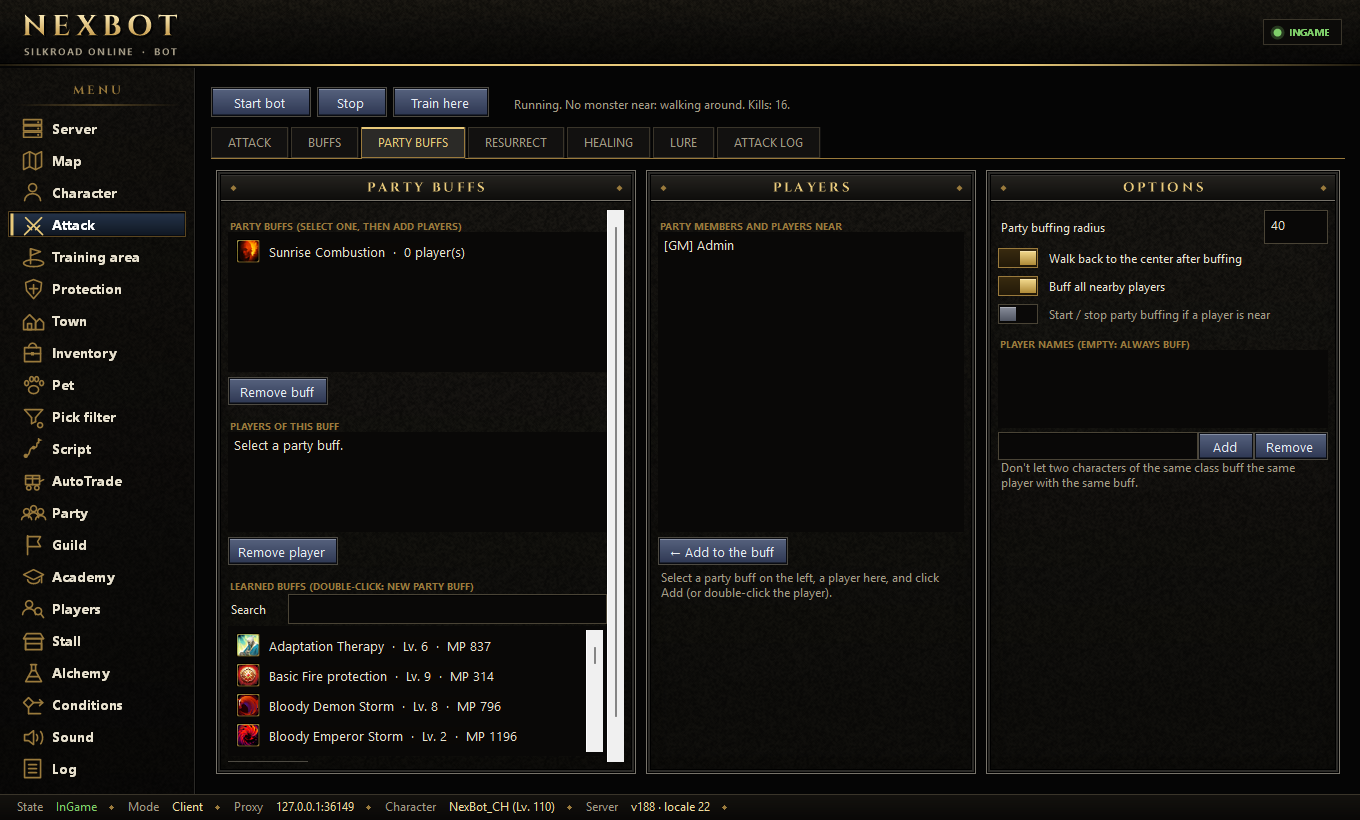 NEXBOT
SILKROAD ONLINE · BOT
INGAME
MENU
Server
Map
Character
Attack
Training area
Protection
Town
Inventory
Pet
Pick filter
Script
AutoTrade
Party
Guild
Academy
Players
Stall
Alchemy
Conditions
Sound
Log
Start bot
Stop
Train here
Running. No monster near: walking around. Kills: 16.
ATTACK
BUFFS
PARTY BUFFS
RESURRECT
HEALING
LURE
ATTACK LOG
PARTY BUFFS
PARTY BUFFS (SELECT ONE, THEN ADD PLAYERS)
Sunrise Combustion · 0 player(s)
Remove buff
PLAYERS OF THIS BUFF
Select a party buff.
Remove player
LEARNED BUFFS (DOUBLE-CLICK: NEW PARTY BUFF)
Search
Adaptation Therapy · Lv. 6 · MP 837
Basic Fire protection · Lv. 9 · MP 314
Bloody Demon Storm · Lv. 8 · MP 796
Bloody Emperor Storm · Lv. 2 · MP 1196
PLAYERS
PARTY MEMBERS AND PLAYERS NEAR
[GM] Admin
← Add to the buff
Select a party buff on the left, a player here, and click
Add (or double-click the player).
OPTIONS
Party buffing radius
40
Walk back to the center after buffing
Buff all nearby players
Start / stop party buffing if a player is near
PLAYER NAMES (EMPTY: ALWAYS BUFF)
Add
Remove
Don't let two characters of the same class buff the same
player with the same buff.
State InGame Mode Client Proxy 127.0.0.1:36149 Character NexBot_CH (Lv. 110) Server v188 · locale 22